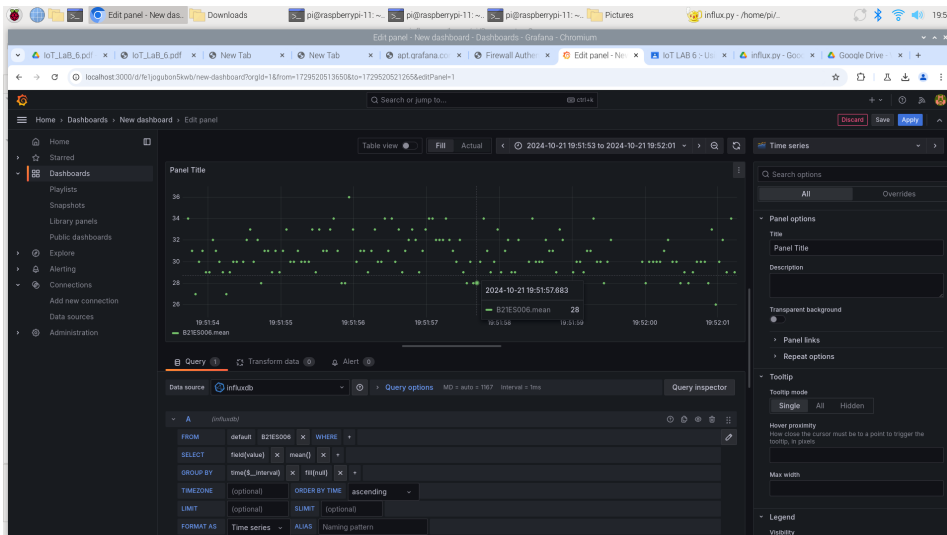 Edit panel - New das..
Downloads
pi@raspberrypi-11: ~..
pi@raspberrypi-11: ~..
pi@raspberrypi-11: ~..
Pictures
influx.py - /home/pi/..
19:5
Edit panel - New dashboard - Dashboards - Grafana - Chromium
IoT_LaB_6.pdf
IoT_LaB_6.pdf
New Tab
New Tab
apt.grafana.co
Firewall Authe
Edit panel - Ne
IoT LAB 6 :- Us
influx.py - Goo
Google Drive -
localhost:3000/d/fe1jogubon5kwb/new-dashboard?orgId=1&from=1729520513650&to=1729520521265&editPanel=1
Search or jump to...
ctrl+k
Home › Dashboards › New dashboard › Edit panel
Discard Save Apply
Home
Starred
Dashboards
Playlists
Snapshots
Library panels
Public dashboards
Explore
Alerting
Connections
Add new connection
Data sources
Administration
Table view
Fill Actual
2024-10-21 19:51:53 to 2024-10-21 19:52:01
Panel Title
36
34
32
30
28
26
19:51:54 19:51:55 19:51:56 19:51:57 19:51:58 19:51:59 19:52:00 19:52:01
2024-10-21 19:51:57.683
B21ES006.mean 28
B21ES006.mean
Query 1 Transform data 0 Alert 0
Data source influxdb Query options MD = auto = 1167 Interval = 1ms Query inspector
A (influxdb)
FROM default B21ES006 × WHERE +
SELECT field(value) × mean() × +
GROUP BY time($__interval) × fill(null) × +
TIMEZONE (optional) ORDER BY TIME ascending
LIMIT (optional) SLIMIT (optional)
FORMAT AS Time series ALIAS Naming pattern
Time series
Search options
All Overrides
Panel options
Title
Panel Title
Description
Transparent background
Panel links
Repeat options
Tooltip
Tooltip mode
Single All Hidden
Hover proximity
How close the cursor must be to a point to trigger the
tooltip, in pixels
Max width
Legend
Visibility